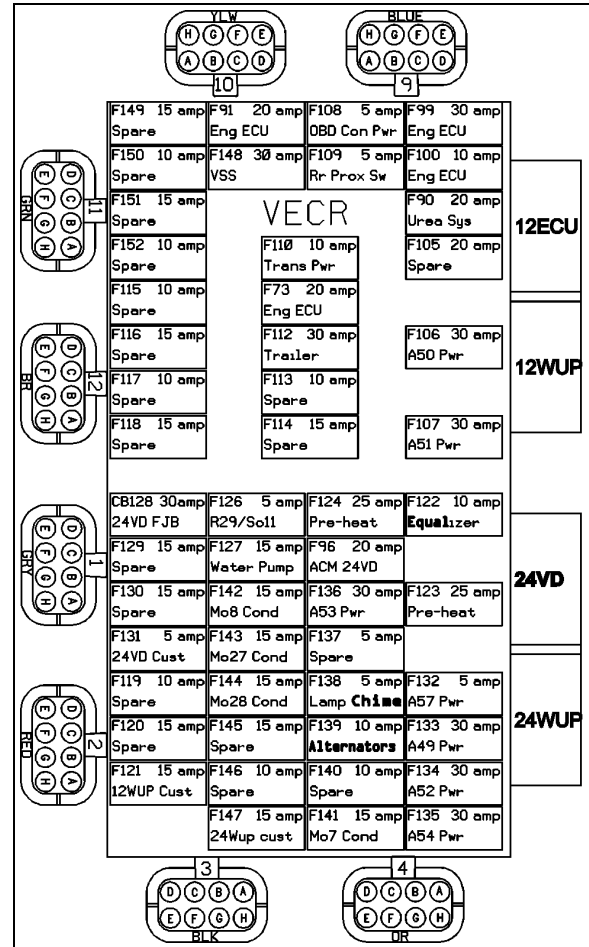 YLW
BLUE
H G F E
H G F E
A B C D
A B C D
10
9
F149 15 amp
Spare
F91 20 amp
Eng ECU
F108 5 amp
OBD Con Pwr
F99 30 amp
Eng ECU
F150 10 amp
Spare
F148 30 amp
VSS
F109 5 amp
Rr Prox Sw
F100 10 amp
Eng ECU
F151 15 amp
Spare
VECR
F90 20 amp
Urea Sys
F152 10 amp
Spare
F110 10 amp
Trans Pwr
F105 20 amp
Spare
F115 10 amp
Spare
F73 20 amp
Eng ECU
F116 15 amp
Spare
F112 30 amp
Trailer
F106 30 amp
A50 Pwr
F117 10 amp
Spare
F113 10 amp
Spare
F118 15 amp
Spare
F114 15 amp
Spare
F107 30 amp
A51 Pwr
12ECU
12WUP
GRN
E D
F C
G B
H A
11
BR
E D
F C
G B
H A
12
CB128 30amp
24VD FJB
F126 5 amp
R29/Sol1
F124 25 amp
Pre-heat
F122 10 amp
Equalizer
F129 15 amp
Spare
F127 15 amp
Water Pump
F96 20 amp
ACM 24VD
F130 15 amp
Spare
F142 15 amp
Mo8 Cond
F136 30 amp
A53 Pwr
F123 25 amp
Pre-heat
F131 5 amp
24VD Cust
F143 15 amp
Mo27 Cond
F137 5 amp
Spare
F119 10 amp
Spare
F144 15 amp
Mo28 Cond
F138 5 amp
Lamp Chime
F132 5 amp
A57 Pwr
F120 15 amp
Spare
F145 15 amp
Spare
F139 10 amp
Alternators
F133 30 amp
A49 Pwr
F121 15 amp
12WUP Cust
F146 10 amp
Spare
F140 10 amp
Spare
F134 30 amp
A52 Pwr
F147 15 amp
24Wup cust
F141 15 amp
Mo7 Cond
F135 30 amp
A54 Pwr
24VD
24WUP
GRY
E D
F C
G B
H A
1
RED
E D
F C
G B
H A
2
3
4
D C B A
D C B A
E F G H
E F G H
BLK
OR